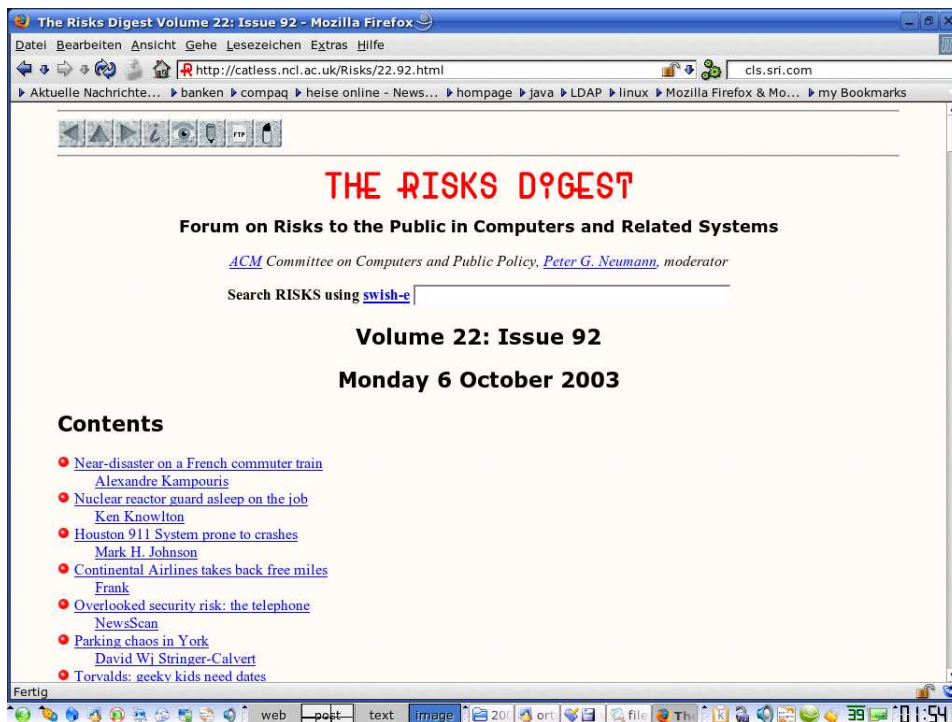 The Risks Digest Volume 22: Issue 92 - Mozilla Firefox
Datei Bearbeiten Ansicht Gehe Lesezeichen Extras Hilfe
http://catless.ncl.ac.uk/Risks/22.92.html cls.sri.com
Aktuelle Nachrichte... banken compaq heise online - News... hompage java LDAP linux Mozilla Firefox & Mo... my Bookmarks
FTP
THE RISKS DIGEST
Forum on Risks to the Public in Computers and Related Systems
ACM Committee on Computers and Public Policy, Peter G. Neumann, moderator
Search RISKS using swish-e
Volume 22: Issue 92
Monday 6 October 2003
Contents
Near-disaster on a French commuter train
Alexandre Kampouris
Nuclear reactor guard asleep on the job
Ken Knowlton
Houston 911 System prone to crashes
Mark H. Johnson
Continental Airlines takes back free miles
Frank
Overlooked security risk: the telephone
NewsScan
Parking chaos in York
David Wj Stringer-Calvert
Torvalds: geeky kids need dates
Fertig
web post text image 200 ort file Th 39 01:54